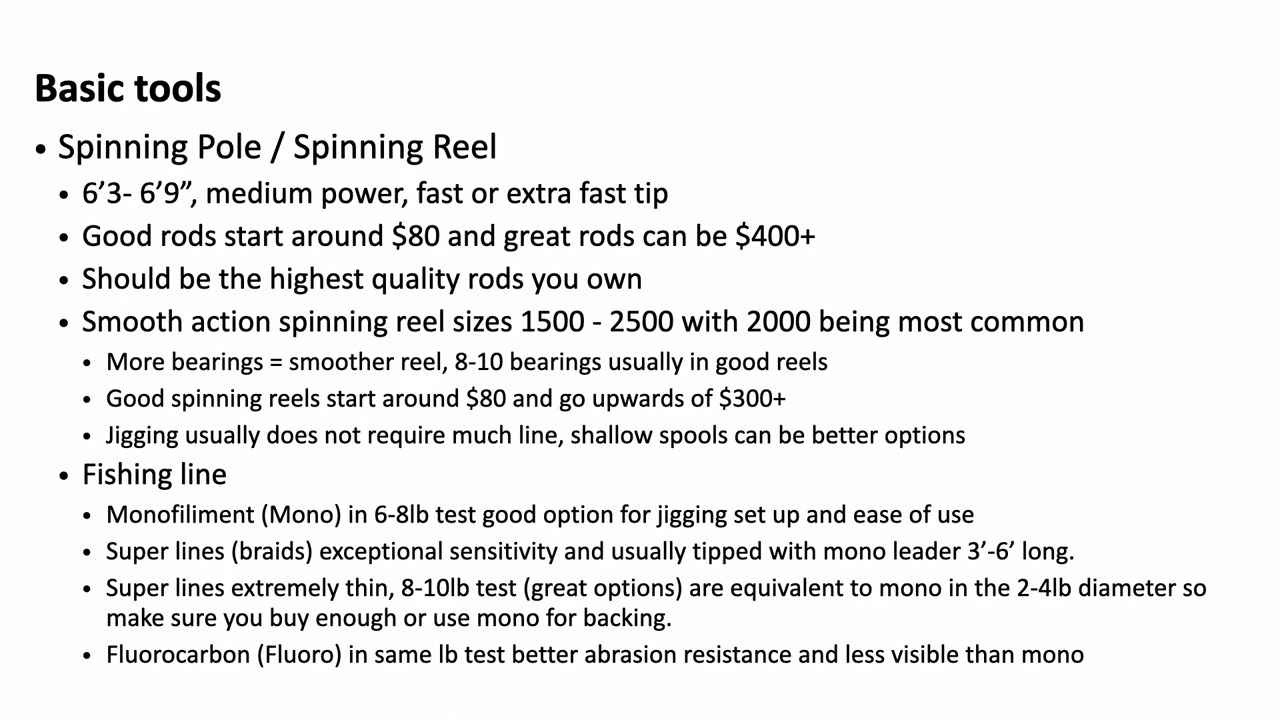 Basic tools
• Spinning Pole / Spinning Reel
• 6’3- 6’9”, medium power, fast or extra fast tip
• Good rods start around $80 and great rods can be $400+
• Should be the highest quality rods you own
• Smooth action spinning reel sizes 1500 - 2500 with 2000 being most common
• More bearings = smoother reel, 8-10 bearings usually in good reels
• Good spinning reels start around $80 and go upwards of $300+
• Jigging usually does not require much line, shallow spools can be better options
• Fishing line
• Monofiliment (Mono) in 6-8lb test good option for jigging set up and ease of use
• Super lines (braids) exceptional sensitivity and usually tipped with mono leader 3’-6’ long.
• Super lines extremely thin, 8-10lb test (great options) are equivalent to mono in the 2-4lb diameter so
make sure you buy enough or use mono for backing.
• Fluorocarbon (Fluoro) in same lb test better abrasion resistance and less visible than mono